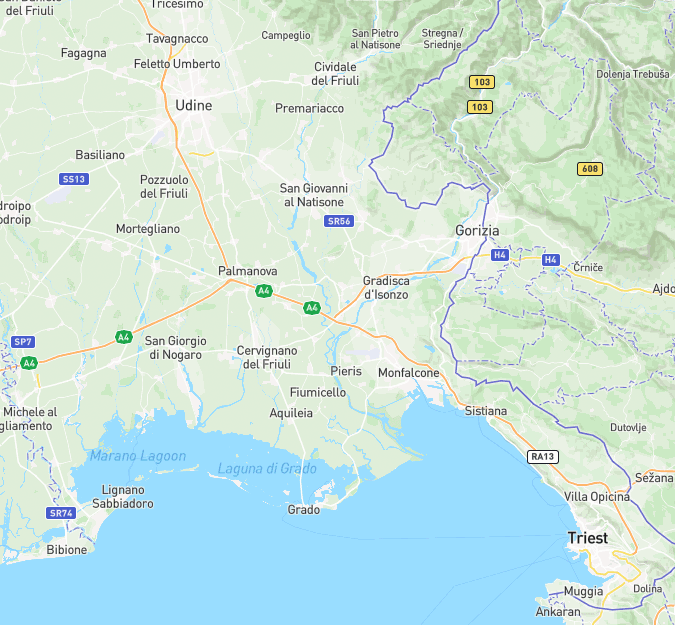 San Daniele
del Friuli
Tricesimo
Campeglio
San Pietro
al Natisone
Stregna /
Sriednje
Tavagnacco
Fagagna
Feletto Umberto
Cividale
del Friuli
Dolenja Trebuša
103
Udine
Premariacco
103
Basiliano
608
SS13
Pozzuolo
del Friuli
San Giovanni
al Natisone
droipo
odroip
SR56
Mortegliano
Gorizia
H4
H4
Črniče
Palmanova
Gradisca
d'Isonzo
Ajdo
A4
A4
A4
SP7
San Giorgio
di Nogaro
Cervignano
del Friuli
A4
Pieris
Monfalcone
Fiumicello
Michele al
gliamento
Aquileia
Sistiana
Dutovlje
Marano Lagoon
Laguna di Grado
RA13
Sežana
Lignano
Sabbiadoro
Villa Opicina
Grado
SR74
Triest
Bibione
Muggia
Dolina
Ankaran